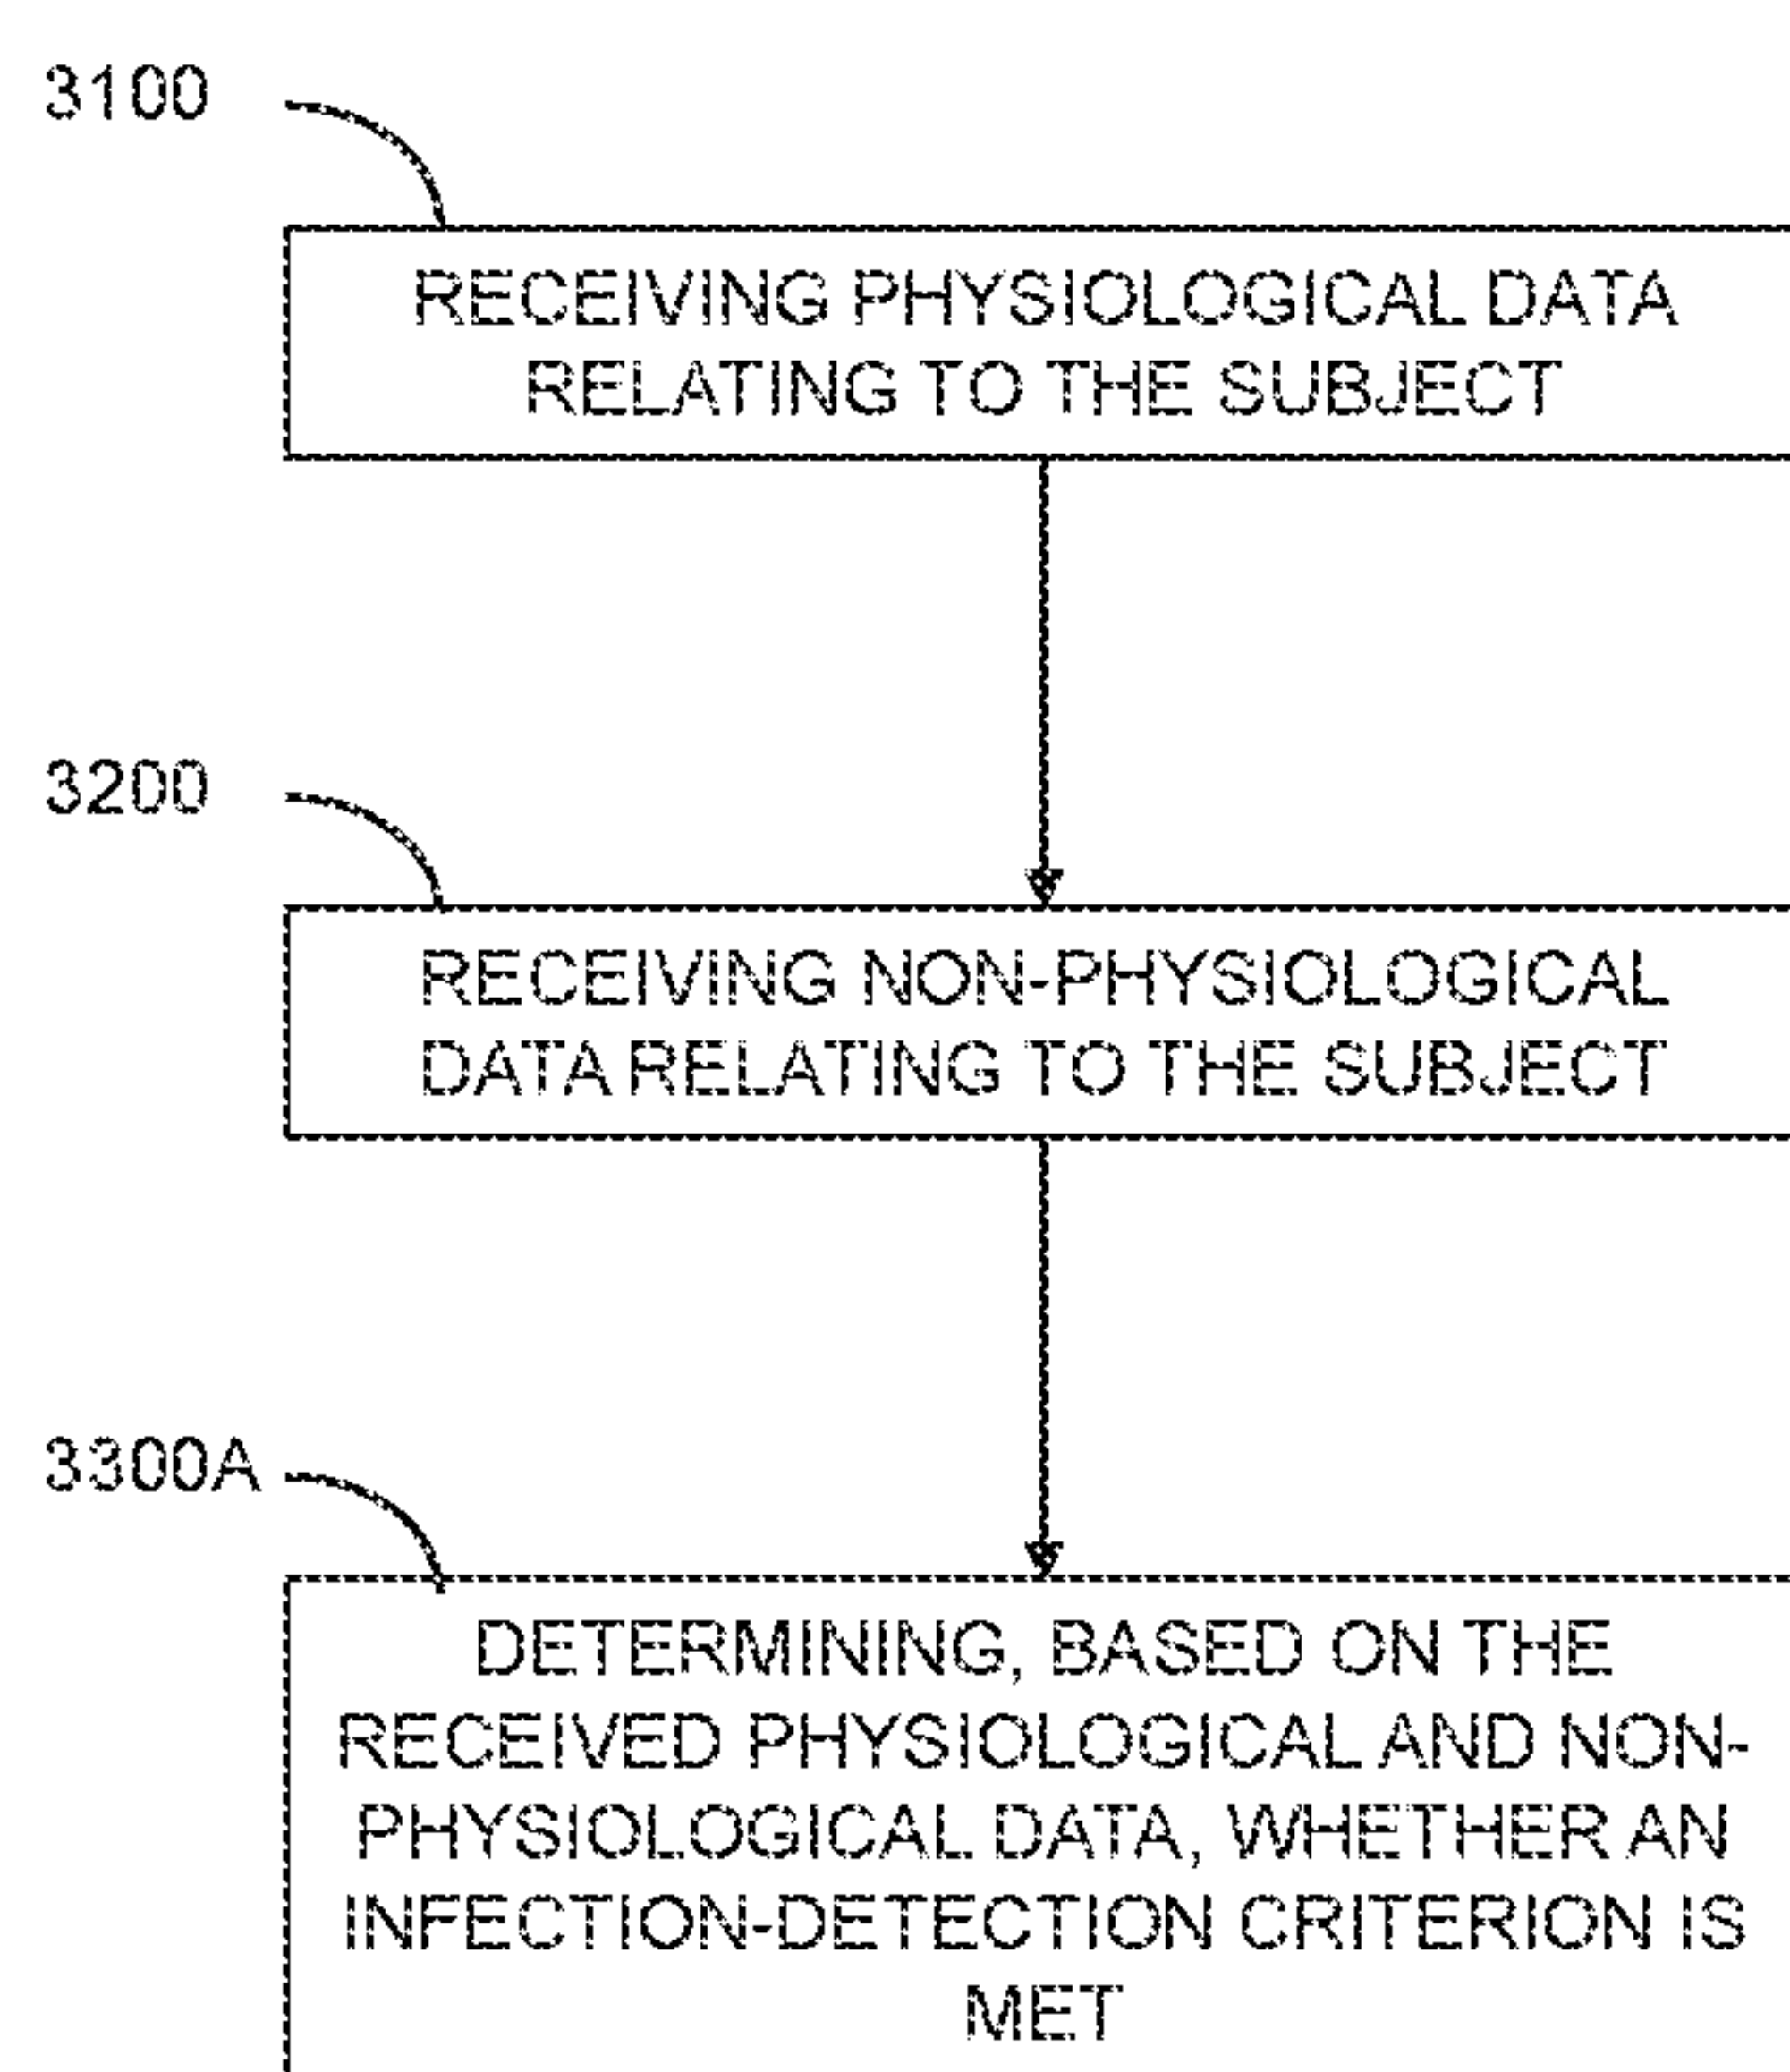 3100
RECEIVING PHYSIOLOGICAL DATA
RELATING TO THE SUBJECT
3200
RECEIVING NON-PHYSIOLOGICAL
DATA RELATING TO THE SUBJECT
3300A
DETERMINING, BASED ON THE
RECEIVED PHYSIOLOGICAL AND NON-
PHYSIOLOGICAL DATA, WHETHER AN
INFECTION-DETECTION CRITERION IS
MET